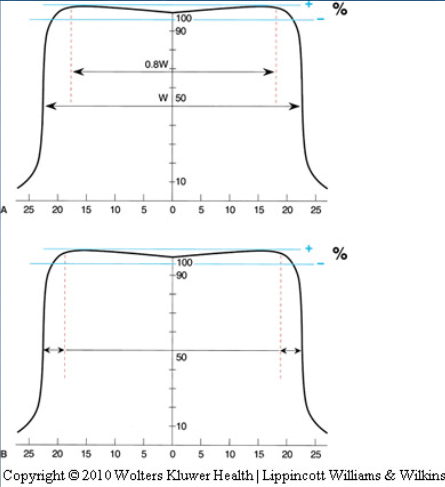 + %
100
−
90
0.8W
W 50
10
A 25 20 15 10 5 0 5 10 15 20 25
+ %
100
−
90
50
10
B 25 20 15 10 5 0 5 10 15 20 25
Copyright © 2010 Wolters Kluwer Health | Lippincott Williams & Wilkins